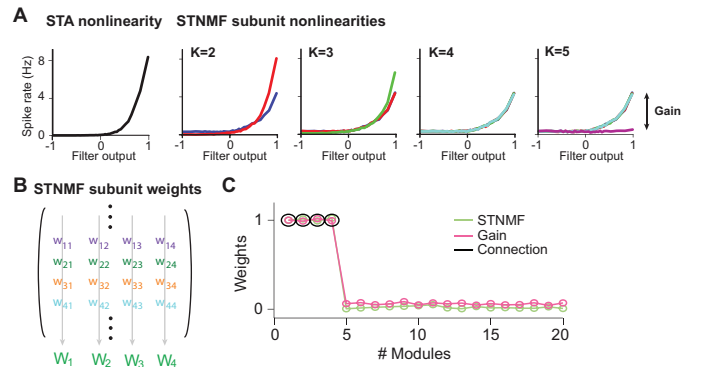 A STA nonlinearity STNMF subunit nonlinearities
K=2 K=3 K=4 K=5
Spike rate (Hz)
8
4
0
Gain
-1 0 1 -1 0 1 -1 0 1 -1 0 1 -1 0 1
Filter output Filter output Filter output Filter output Filter output
B STNMF subunit weights
w11 w12 w13 w14
w21 w22 w23 w24
w31 w32 w33 w34
w41 w42 w43 w44
W1 W2 W3 W4
C
STNMF
Gain
Connection
Weights
1
0
0 5 10 15 20
# Modules